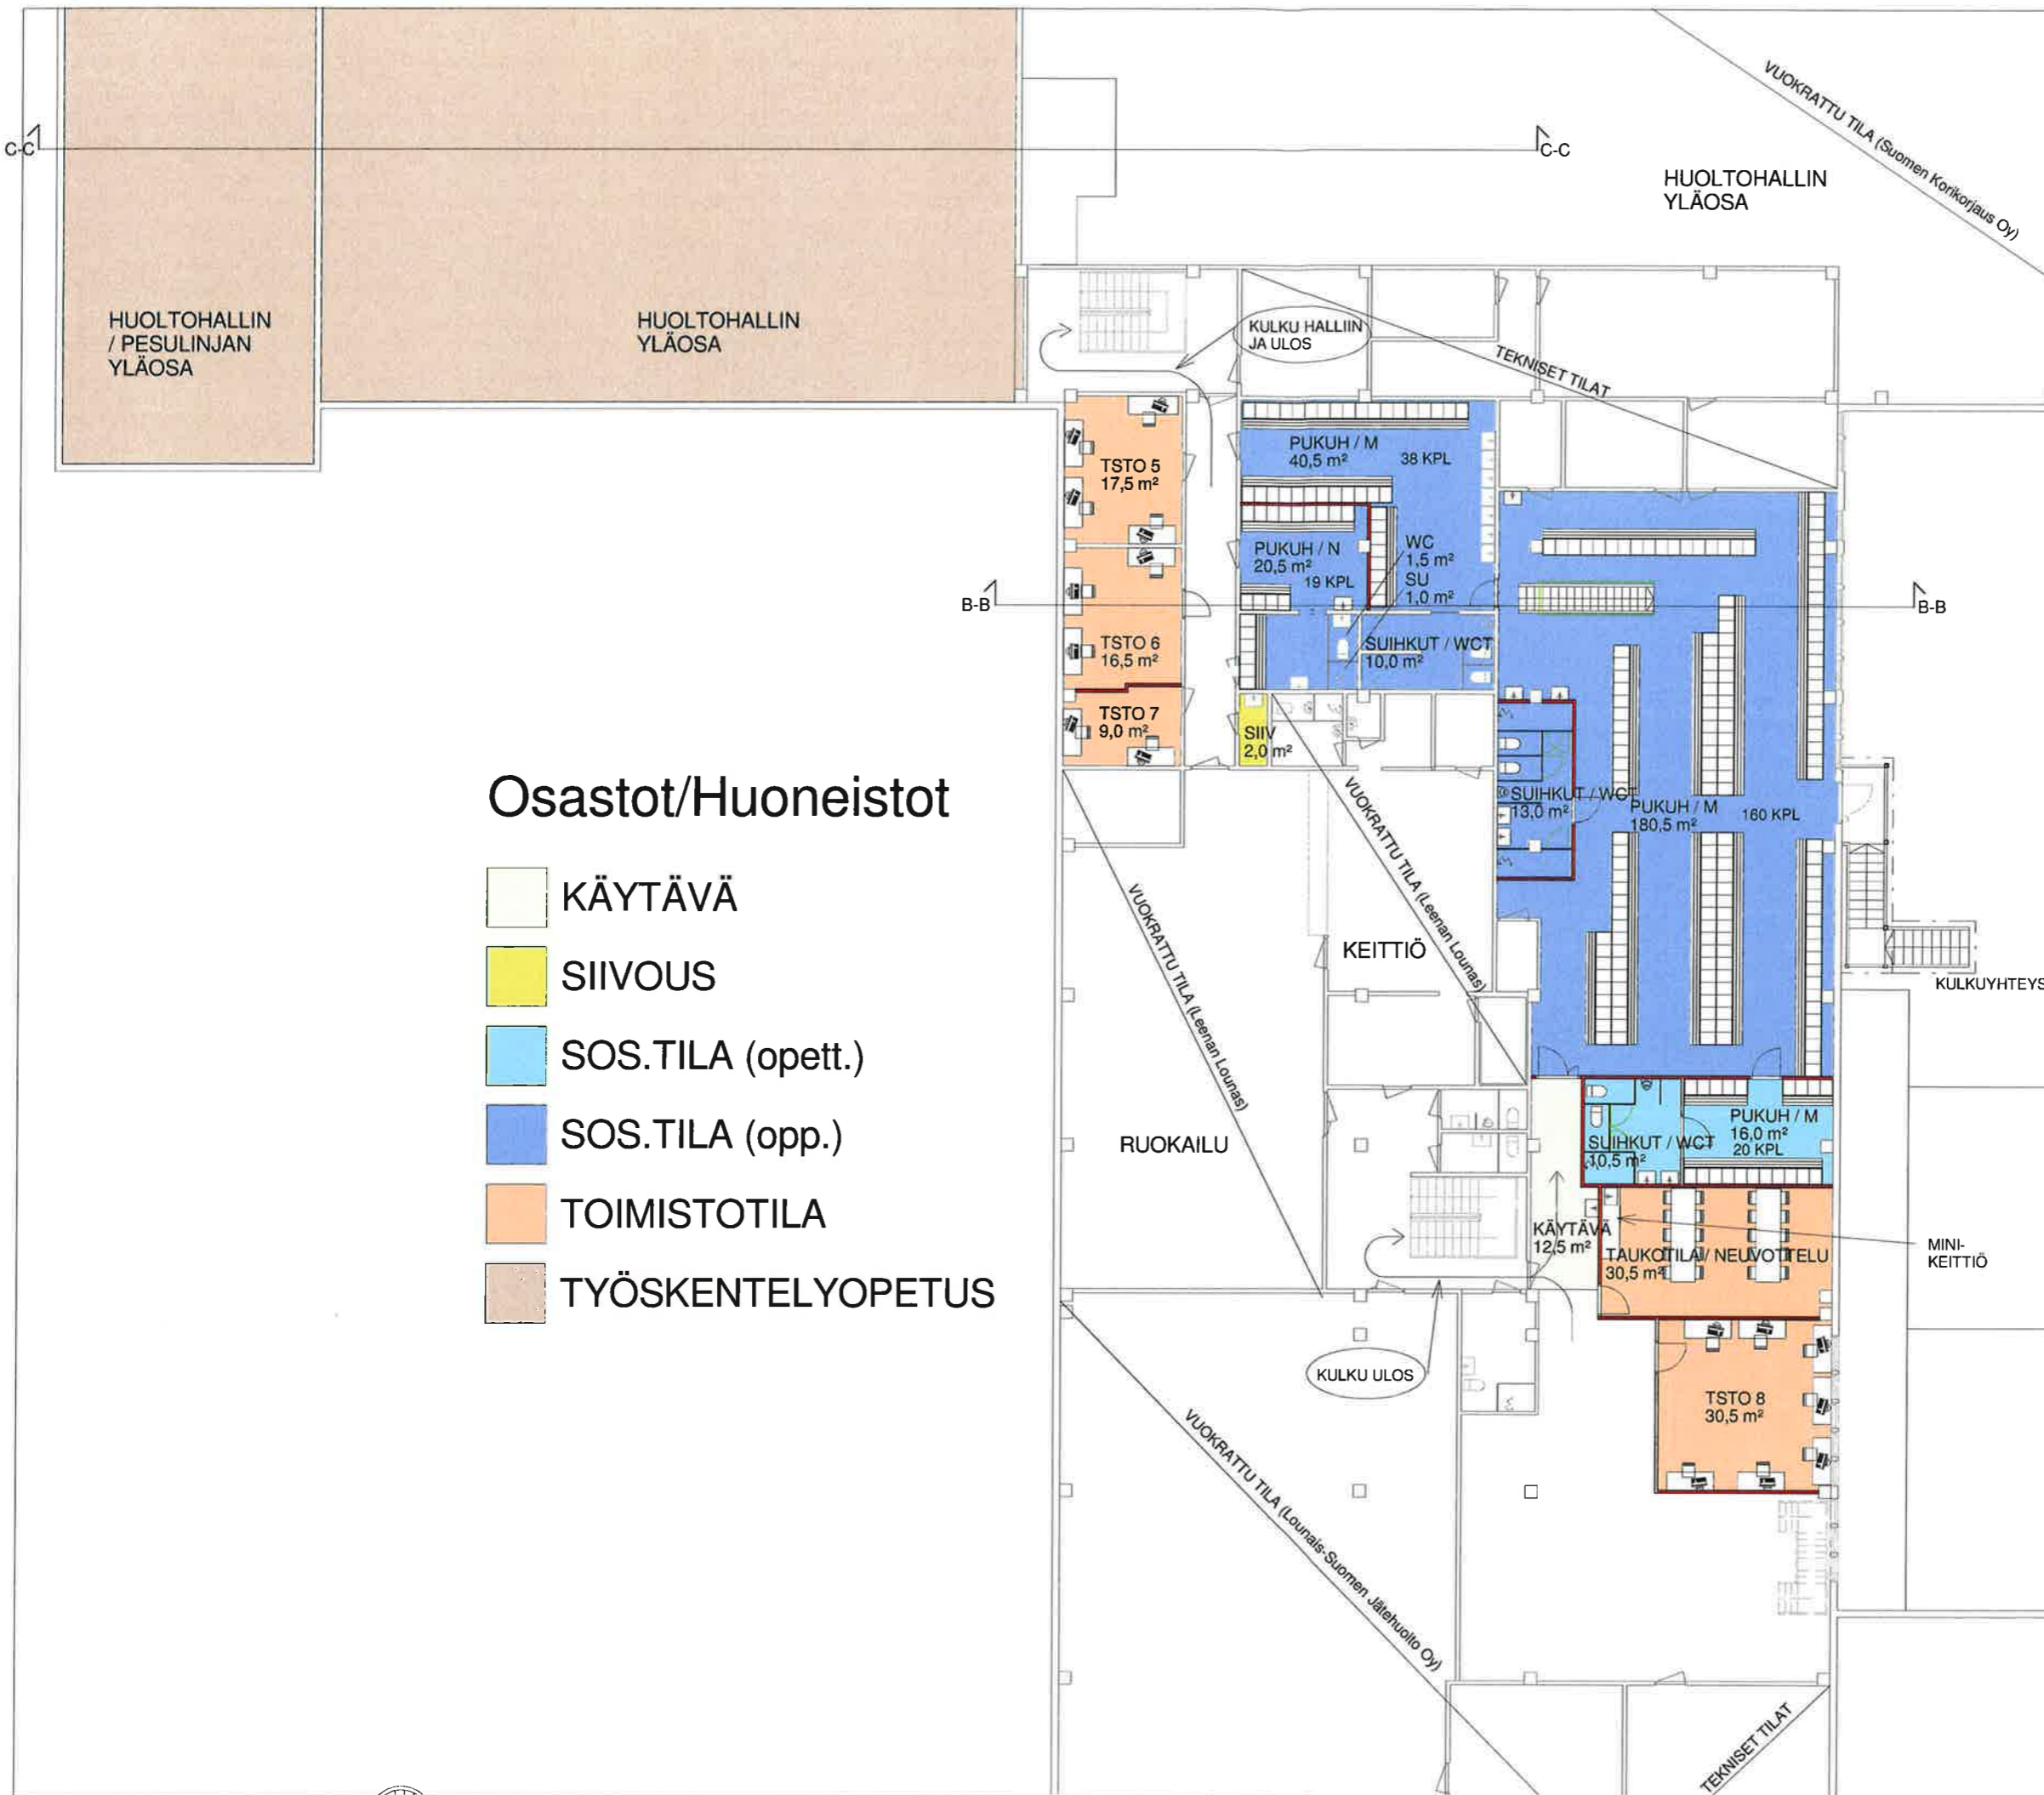 VUOKRATTU TILA (Suomen Korikorjaus Oy)
C-C
C-C
HUOLTOHALLIN
YLÄOSA
HUOLTOHALLIN
/ PESULINJAN
YLÄOSA
HUOLTOHALLIN
YLÄOSA
KULKU HALLIIN
JA ULOS
TEKNISET TILAT
PUKUH / M
40,5 m²
38 KPL
TSTO 5
17,5 m²
PUKUH / N
20,5 m²
19 KPL
WC
1,5 m²
SU
1,0 m²
B-B
B-B
TSTO 6
16,5 m²
SUIHKUT / WCT
10,0 m²
TSTO 7
9,0 m²
SIIV
2,0 m²
Osastot/Huoneistot
KÄYTÄVÄ
SIIVOUS
SOS.TILA (opett.)
SOS.TILA (opp.)
TOIMISTOTILA
TYÖSKENTELYOPETUS
SUIHKUT / WCT
13,0 m²
PUKUH / M
180,5 m²
160 KPL
VUOKRATTU TILA (Leenan Lounas)
VUOKRATTU TILA (Leenan Lounas)
KEITTIÖ
KULKUYHTEYS
RUOKAILU
SUIHKUT / WCT
10,5 m²
PUKUH / M
16,0 m²
20 KPL
KÄYTÄVÄ
12,5 m²
TAUKOTILA / NEUVOTTELU
30,5 m²
MINI-
KEITTIÖ
KULKU ULOS
TSTO 8
30,5 m²
VUOKRATTU TILA (Lounais-Suomen Jätehuolto Oy)
TEKNISET TILAT